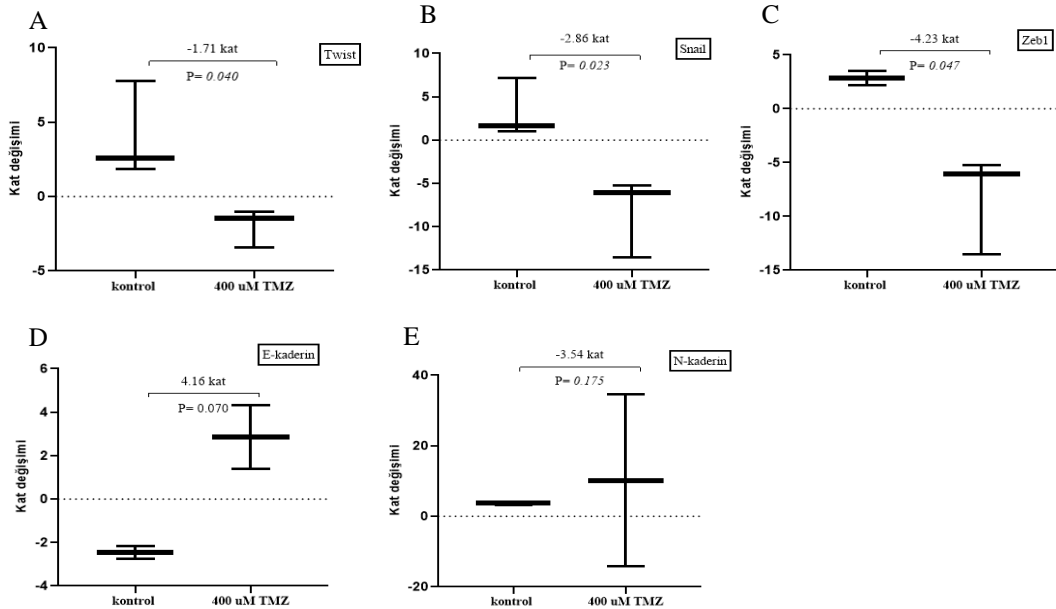 A
-1.71 kat
Twist
P= 0.040
Kat değişimi
10
5
0
-5
kontrol
400 uM TMZ
B
-2.86 kat
Snail
P= 0.023
Kat değişimi
10
5
0
-5
-10
-15
kontrol
400 uM TMZ
C
-4.23 kat
Zeb1
P= 0.047
Kat değişimi
5
0
-5
-10
-15
kontrol
400 uM TMZ
D
E-kaderin
4.16 kat
P= 0.070
Kat değişimi
6
4
2
0
-2
-4
kontrol
400 uM TMZ
E
-3.54 kat
N-kaderin
P= 0.175
Kat değişimi
40
20
0
-20
kontrol
400 uM TMZ